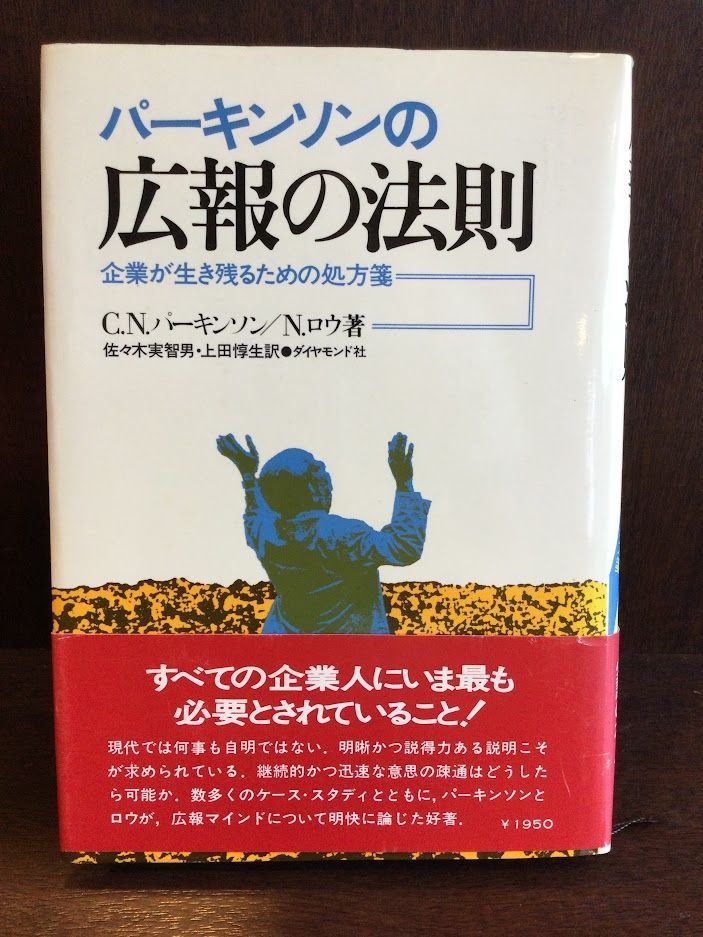 パーキンソンの
広報の法則
企業が生き残るための処方箋
C.N.パーキンソン/N.ロウ著
佐々木実智男・上田惇生訳●ダイヤモンド社
すべての企業人にいま最も
必要とされていること!
現代では何事も自明ではない.明晰かつ説得力ある説明こそ
が求められている.継続的かつ迅速な意思の疎通はどうした
ら可能か.数多くのケース・スタディとともに,パーキンソンと
ロウが,広報マインドについて明快に論じた好著.
¥1950